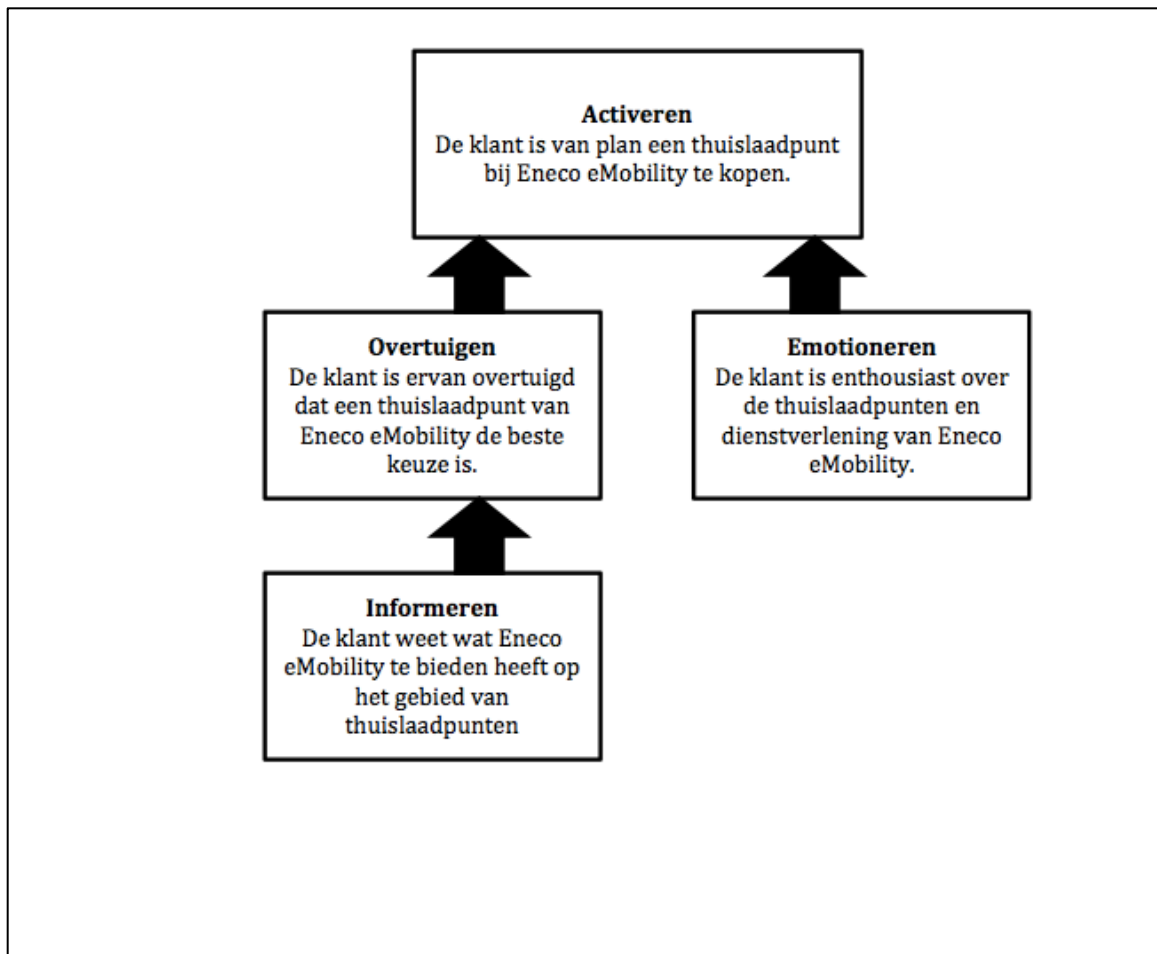 Activeren
De klant is van plan een thuislaadpunt
bij Eneco eMobility te kopen.
Overtuigen
De klant is ervan overtuigd
dat een thuislaadpunt van
Eneco eMobility de beste
keuze is.
Emotioneren
De klant is enthousiast over
de thuislaadpunten en
dienstverlening van Eneco
eMobility.
Informeren
De klant weet wat Eneco
eMobility te bieden heeft op
het gebied van
thuislaadpunten